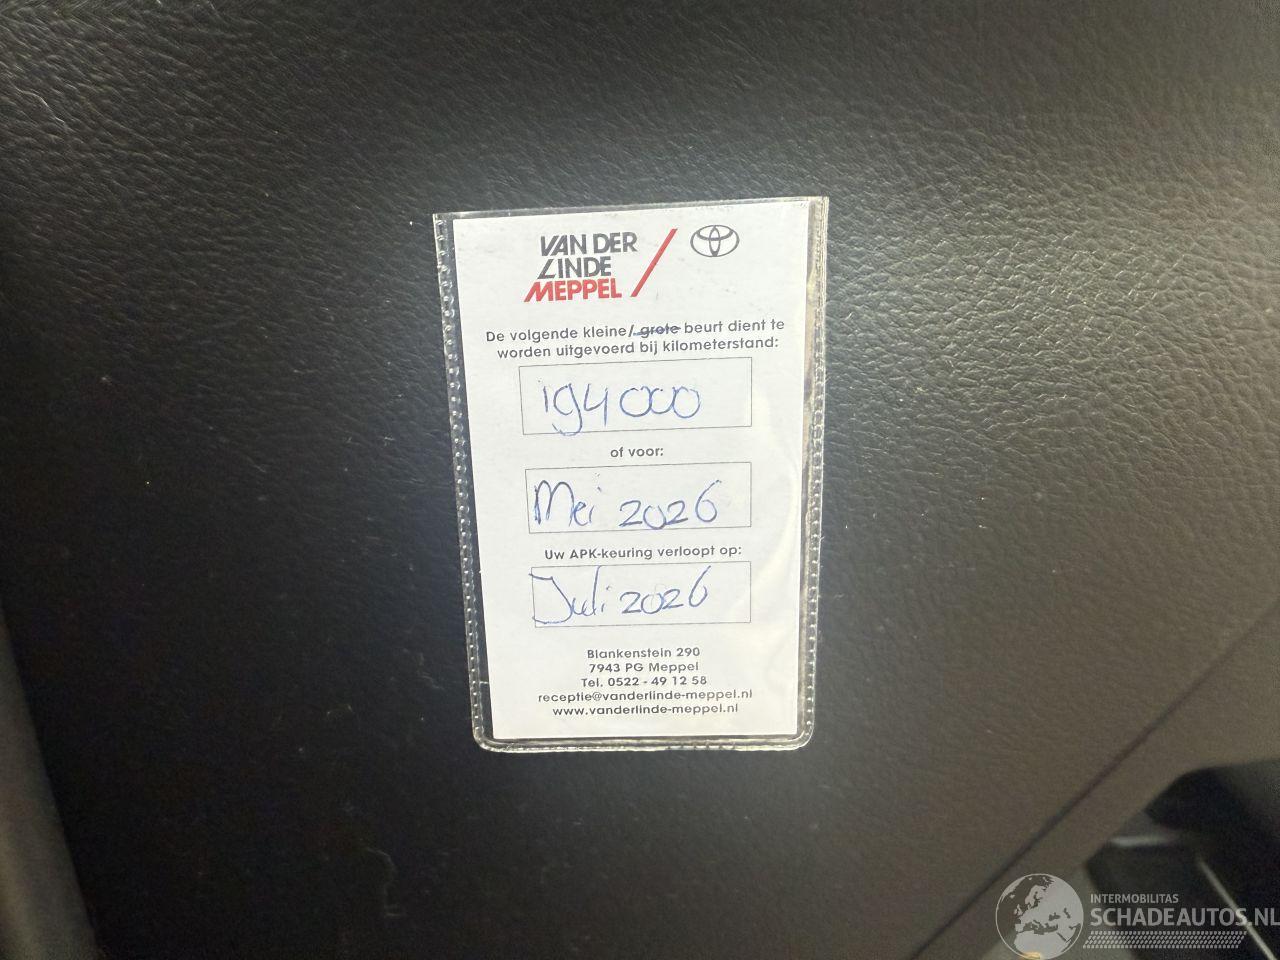 VAN DER
LINDE
MEPPEL
De volgende kleine/ grote beurt dient te
worden uitgevoerd bij kilometerstand:
194000
of voor:
Mei 2026
Uw APK-keuring verloopt op:
Juli 2026
Blankenstein 290
7943 PG Meppel
Tel. 0522 - 49 12 58
receptie@vanderlinde-meppel.nl
www.vanderlinde-meppel.nl
INTERMOBILITAS
SCHADEAUTOS.NL